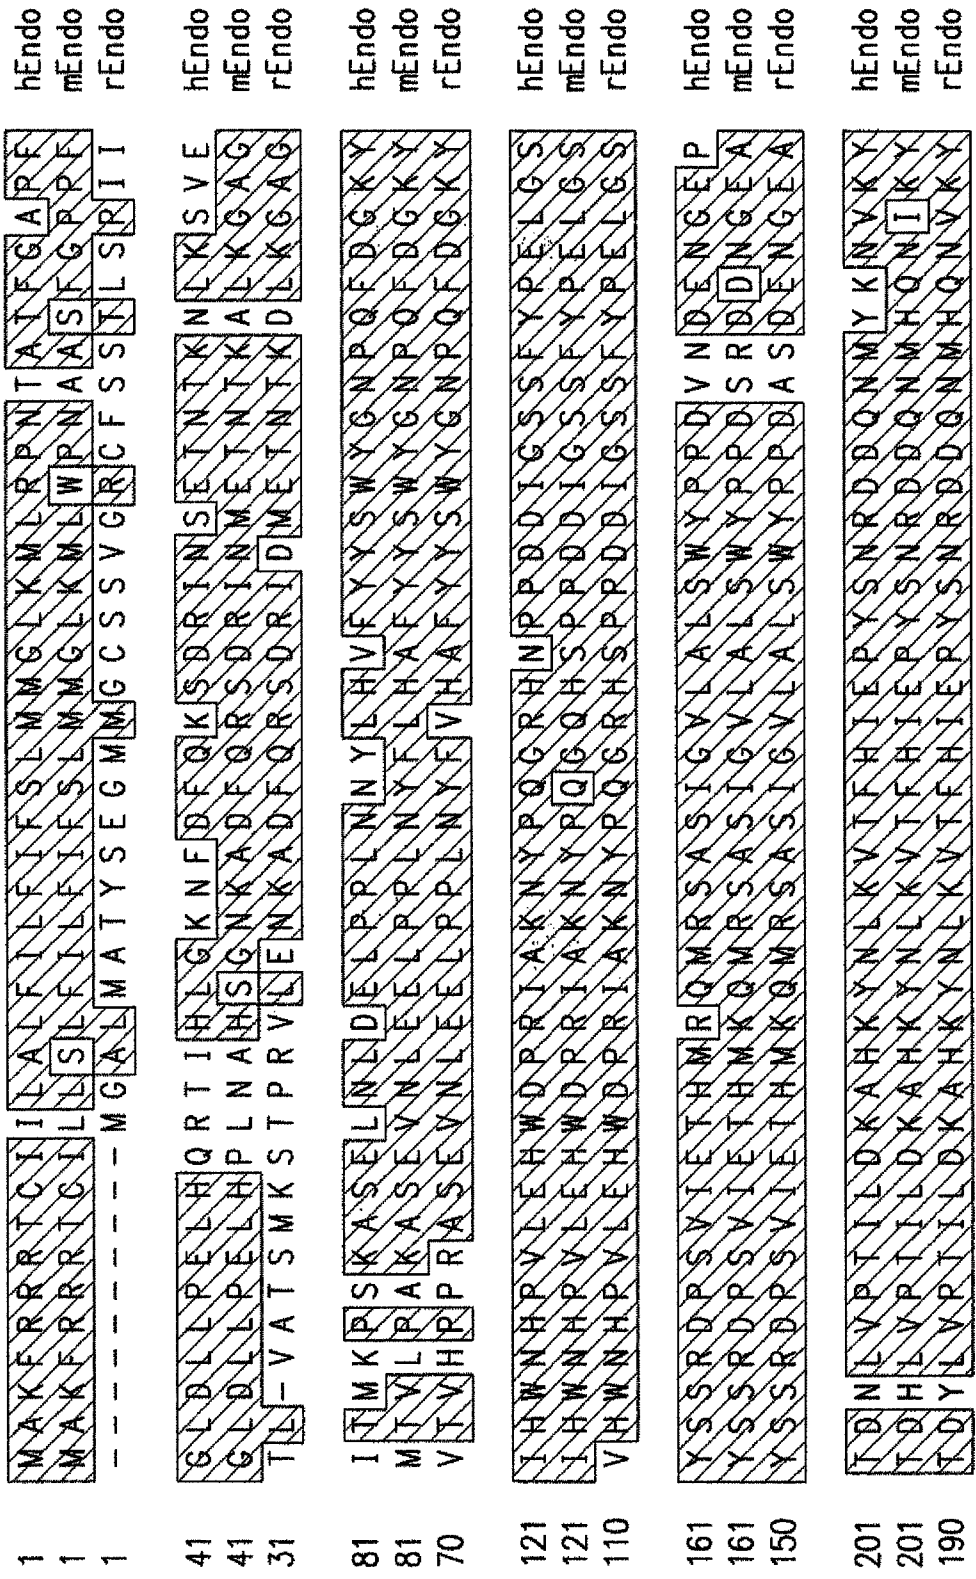 1 MAKFRRRTCIILALFILFIFSLMMGLKMLRPNTATFGAPF hEndo
1 MAKFRRRTCILLSLFILFIFSLMMGLKMLWPNAASFGPPF mEndo
1 ----------MGALMATYSEGMMGCSSVGRCFSSTLSRII rEndo
41 GLDLLPELHQRTIHLGKNFDFQKSDRINSETNTKNLKSVE hEndo
41 GLDLLPELHPLNAHSGNKADFQRSDRINMETNTKALKGAG mEndo
31 TL-VATSMKSTPRVLENKADFQRSDRIDMETNTKDLKGAG rEndo
81 ITMKPSKASELNLDELPPLNNYLHVFYYSWYGNPQFDGKY hEndo
81 MTVLPAKASEVNLEELPPLNYFLHAFYYSWYGNPQFDGKY mEndo
70 VTVHPPRASEVNLEELPPLNYFVHAFYYSWYGNPQFDGKY rEndo
121 IHWNHPVLEHWDPRIAKNYPQGRHNPPDDIGSSFYPELGS hEndo
121 IHWNHPVLEHWDPRIAKNYPQGQHSPPDDIGSSFYPELGS mEndo
110 VHWNHPVLEHWDPRIAKNYPQGRHSPPDDIGSSFYPELGS rEndo
161 YSSRDPSVIETHMRQMRSASIGVLALSWYPPDVNDENGEP hEndo
161 YSSRDPSVIETHMKQMRSASIGVLALSWYPPDSRDDNGEA mEndo
150 YSSRDPSVIETHMKQMRSASIGVLALSWYPPDASDENGEA rEndo
201 TDNLVPTILDKAHKYNLKVTFHIEPYSNRDDQNMYKNVKY hEndo
201 TDHLVPTILDKAHKYNLKVTFHIEPYSNRDDQNMHQNIKY mEndo
190 TDYLVPTILDKAHKYNLKVTFHIEPYSNRDDQNMHQNVKY rEndo